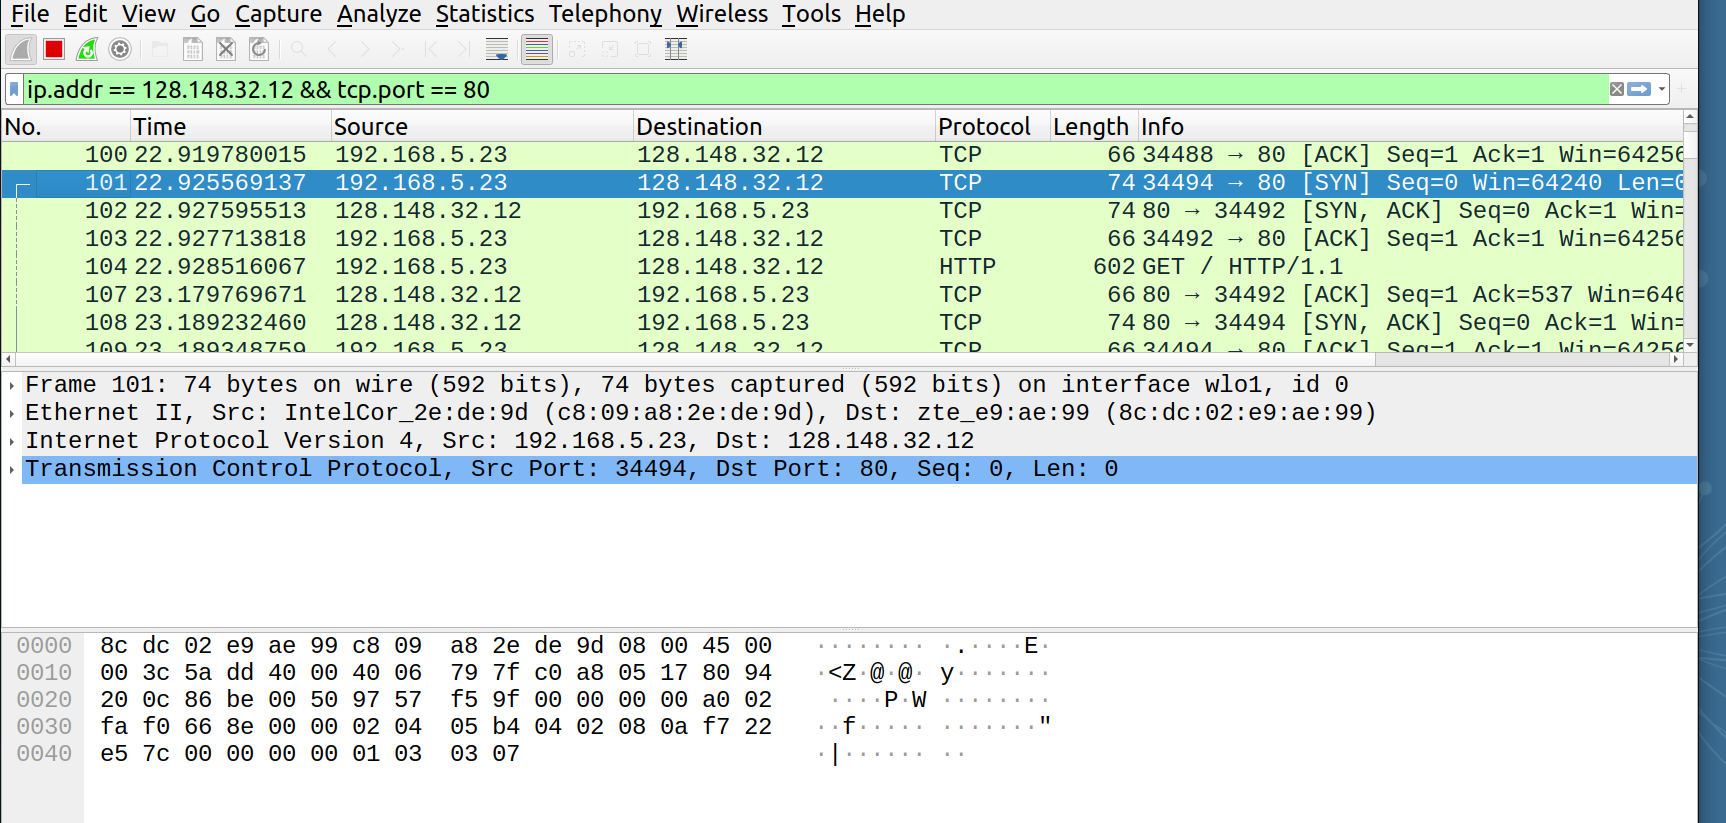 File Edit View Go Capture Analyze Statistics Telephony Wireless Tools Help
ip.addr == 128.148.32.12 && tcp.port == 80
No. Time Source Destination Protocol Length Info
100 22.919780015 192.168.5.23 128.148.32.12 TCP 66 34488 → 80 [ACK] Seq=1 Ack=1 Win=64256
101 22.925569137 192.168.5.23 128.148.32.12 TCP 74 34494 → 80 [SYN] Seq=0 Win=64240 Len=0
102 22.927595513 128.148.32.12 192.168.5.23 TCP 74 80 → 34492 [SYN, ACK] Seq=0 Ack=1 Win=
103 22.927713818 192.168.5.23 128.148.32.12 TCP 66 34492 → 80 [ACK] Seq=1 Ack=1 Win=64256
104 22.928516067 192.168.5.23 128.148.32.12 HTTP 602 GET / HTTP/1.1
107 23.179769671 128.148.32.12 192.168.5.23 TCP 66 80 → 34492 [ACK] Seq=1 Ack=537 Win=646
108 23.189232460 128.148.32.12 192.168.5.23 TCP 74 80 → 34494 [SYN, ACK] Seq=0 Ack=1 Win=
109 23.189348759 192.168.5.23 128.148.32.12 TCP 66 34494 → 80 [ACK] Seq=1 Ack=1 Win=64256
Frame 101: 74 bytes on wire (592 bits), 74 bytes captured (592 bits) on interface wlo1, id 0
Ethernet II, Src: IntelCor_2e:de:9d (c8:09:a8:2e:de:9d), Dst: zte_e9:ae:99 (8c:dc:02:e9:ae:99)
Internet Protocol Version 4, Src: 192.168.5.23, Dst: 128.148.32.12
Transmission Control Protocol, Src Port: 34494, Dst Port: 80, Seq: 0, Len: 0
0000 8c dc 02 e9 ae 99 c8 09 a8 2e de 9d 08 00 45 00 ········ ·.····E·
0010 00 3c 5a dd 40 00 40 06 79 7f c0 a8 05 17 80 94 ·<Z·@·@· y·······
0020 20 0c 86 be 00 50 97 57 f5 9f 00 00 00 00 a0 02 ····P·W ········
0030 fa f0 66 8e 00 00 02 04 05 b4 04 02 08 0a f7 22 ··f····· ·······"
0040 e5 7c 00 00 00 00 01 03 03 07 ·|······ ··